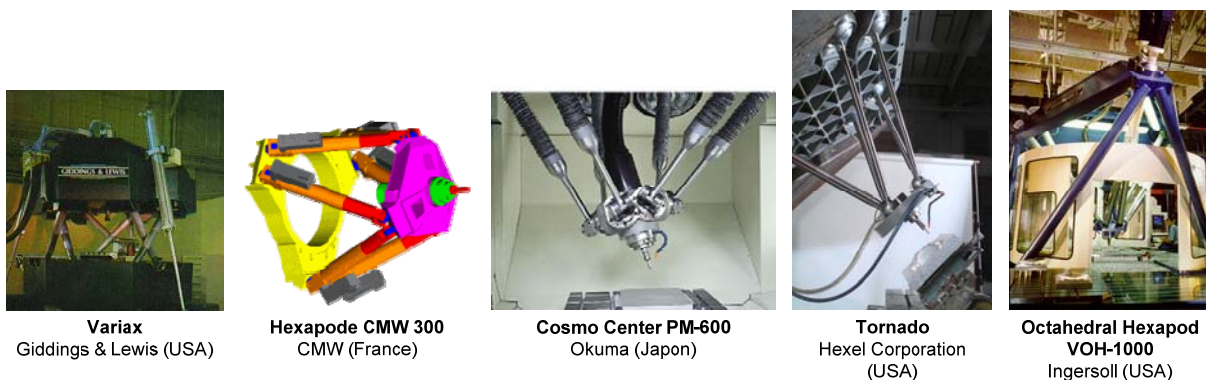 GIDDINGS & LEWIS
Variax
Giddings & Lewis (USA)
Hexapode CMW 300
CMW (France)
Cosmo Center PM-600
Okuma (Japon)
Tornado
Hexel Corporation
(USA)
Octahedral Hexapod
VOH-1000
Ingersoll (USA)